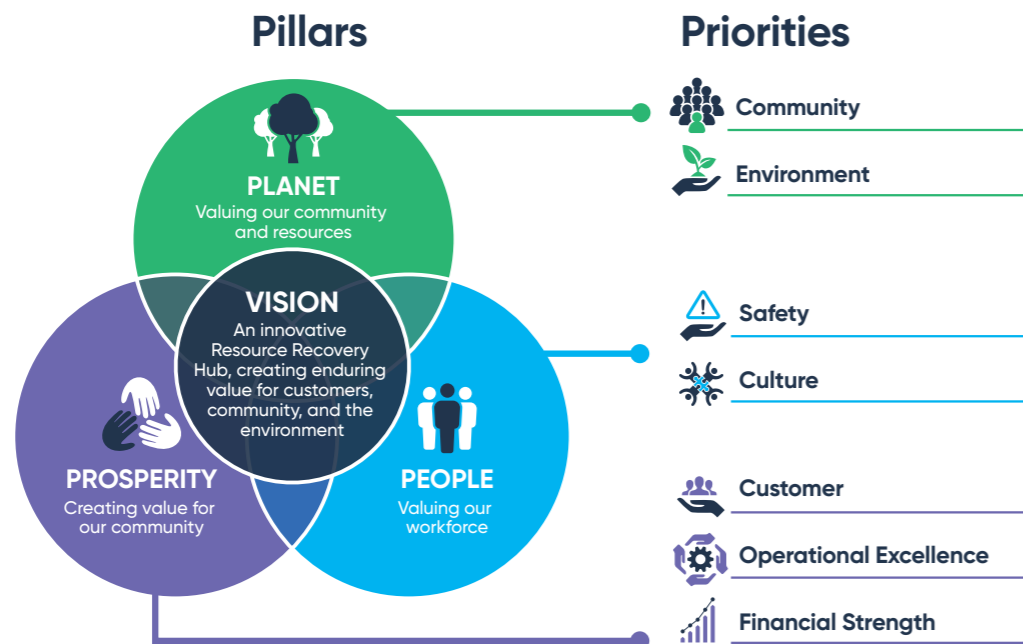 Pillars
Priorities
PLANET
Valuing our community
and resources
VISION
An innovative
Resource Recovery
Hub, creating enduring
value for customers,
community, and the
environment
PROSPERITY
Creating value for
our community
PEOPLE
Valuing our
workforce
Community
Environment
Safety
Culture
Customer
Operational Excellence
Financial Strength